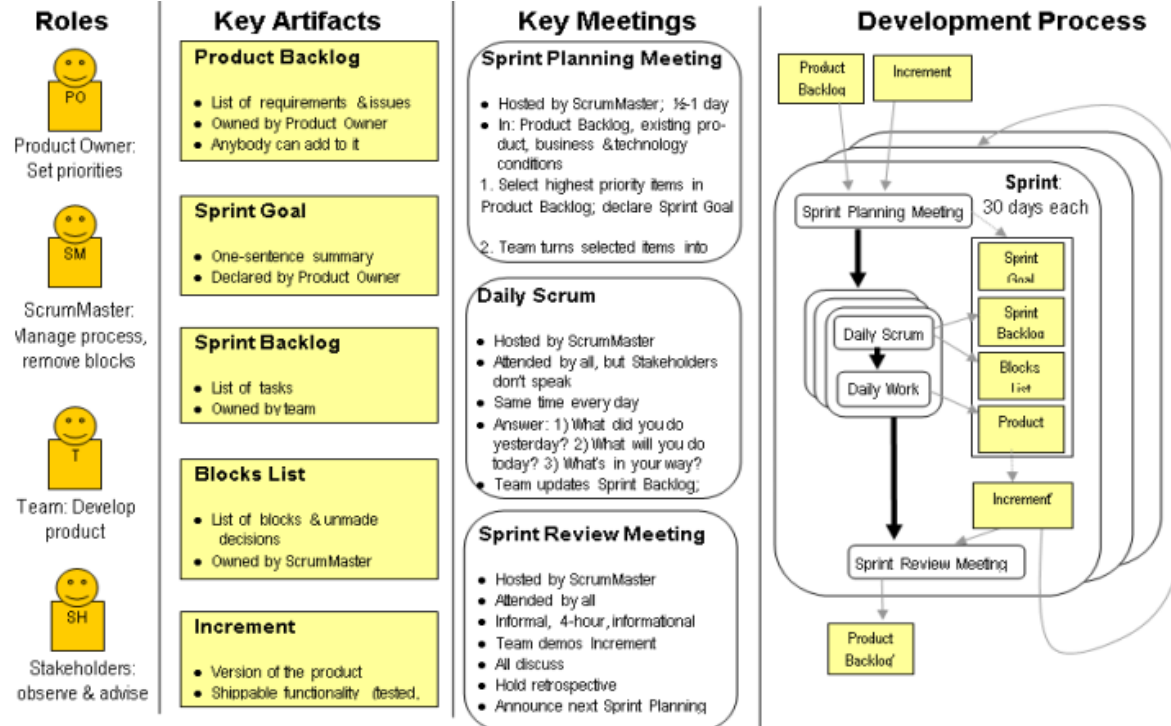 Roles
PO
Product Owner:
Set priorities
SM
ScrumMaster:
Manage process,
remove blocks
T
Team: Develop
product
SH
Stakeholders:
observe & advise
Key Artifacts
Product Backlog
• List of requirements & issues
• Owned by Product Owner
• Anybody can add to it
Sprint Goal
• One-sentence summary
• Declared by Product Owner
Sprint Backlog
• List of tasks
• Owned by team
Blocks List
• List of blocks & unmade
decisions
• Owned by ScrumMaster
Increment
• Version of the product
• Shippable functionality (tested,
Key Meetings
Sprint Planning Meeting
• Hosted by ScrumMaster; ½-1 day
• In: Product Backlog, existing pro-
duct, business & technology
conditions
1. Select highest priority items in
Product Backlog; declare Sprint Goal
2. Team turns selected items into
Daily Scrum
• Hosted by ScrumMaster
• Attended by all, but Stakeholders
don't speak
• Same time every day
• Answer: 1) What did you do
yesterday? 2) What will you do
today? 3) What's in your way?
• Team updates Sprint Backlog;
Sprint Review Meeting
• Hosted by ScrumMaster
• Attended by all
• Informal, 4-hour, informational
• Team demos Increment
• All discuss
• Hold retrospective
• Announce next Sprint Planning
Development Process
Product
Backlog
Increment
Sprint:
30 days each
Sprint Planning Meeting
Sprint
Goal
Sprint
Backlog
Daily Scrum
Blocks
List
Daily Work
Product
Increment'
Sprint Review Meeting
Product
Backlog'